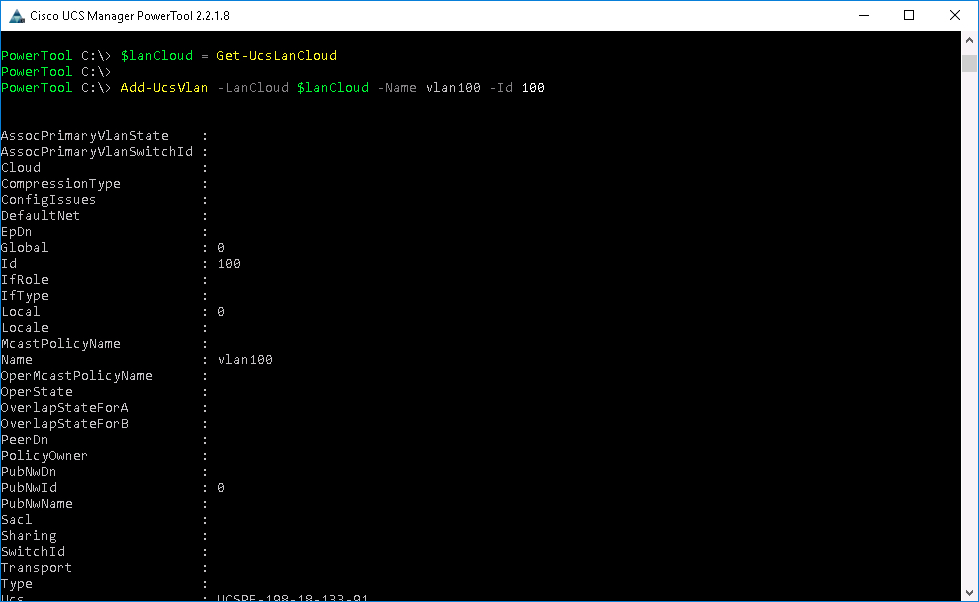 Cisco UCS Manager PowerTool 2.2.1.8
PowerTool C:\> $lanCloud = Get-UcsLanCloud
PowerTool C:\>
PowerTool C:\> Add-UcsVlan -LanCloud $lanCloud -Name vlan100 -Id 100
AssocPrimaryVlanState    :
AssocPrimaryVlanSwitchId :
Cloud                    :
CompressionType          :
ConfigIssues             :
DefaultNet               :
EpDn                     :
Global                   : 0
Id                       : 100
IfRole                   :
IfType                   :
Local                    : 0
Locale                   :
McastPolicyName          :
Name                     : vlan100
OperMcastPolicyName      :
OperState                :
OverlapStateForA         :
OverlapStateForB         :
PeerDn                   :
PolicyOwner              :
PubNwDn                  :
PubNwId                  : 0
PubNwName                :
Sacl                     :
Sharing                  :
SwitchId                 :
Transport                :
Type                     :
Ucs                      : UCSPE-198-18-133-91